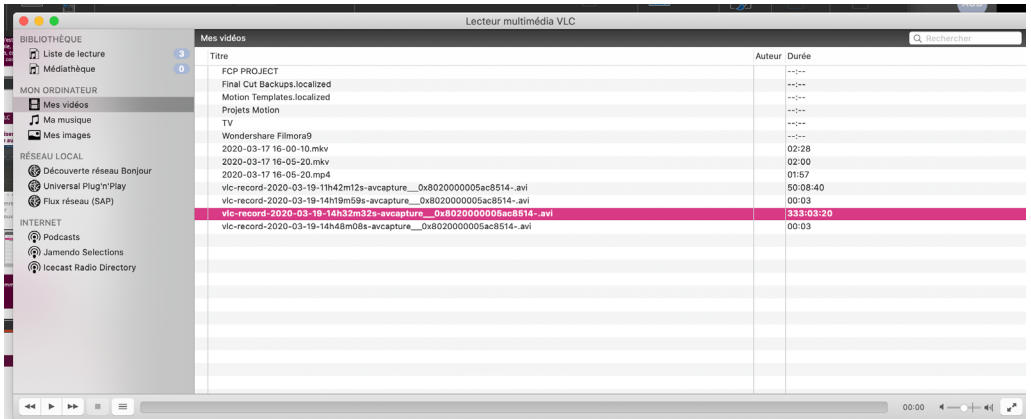 Lecteur multimédia VLC
BIBLIOTHÈQUE
Liste de lecture 3
Médiathèque 0
MON ORDINATEUR
Mes vidéos
Ma musique
Mes images
RÉSEAU LOCAL
Découverte réseau Bonjour
Universal Plug'n'Play
Flux réseau (SAP)
INTERNET
Podcasts
Jamendo Selections
Icecast Radio Directory
Mes vidéos
Rechercher
Titre Auteur Durée
FCP PROJECT --:--
Final Cut Backups.localized --:--
Motion Templates.localized --:--
Projets Motion --:--
TV --:--
Wondershare Filmora9 --:--
2020-03-17 16-00-10.mkv 02:28
2020-03-17 16-05-20.mkv 02:00
2020-03-17 16-05-20.mp4 01:57
vlc-record-2020-03-19-11h42m12s-avcapture__0x8020000005ac8514-.avi 50:08:40
vlc-record-2020-03-19-14h19m59s-avcapture__0x8020000005ac8514-.avi 00:03
vlc-record-2020-03-19-14h32m32s-avcapture__0x8020000005ac8514-.avi 333:03:20
vlc-record-2020-03-19-14h48m08s-avcapture__0x8020000005ac8514-.avi 00:03
00:00